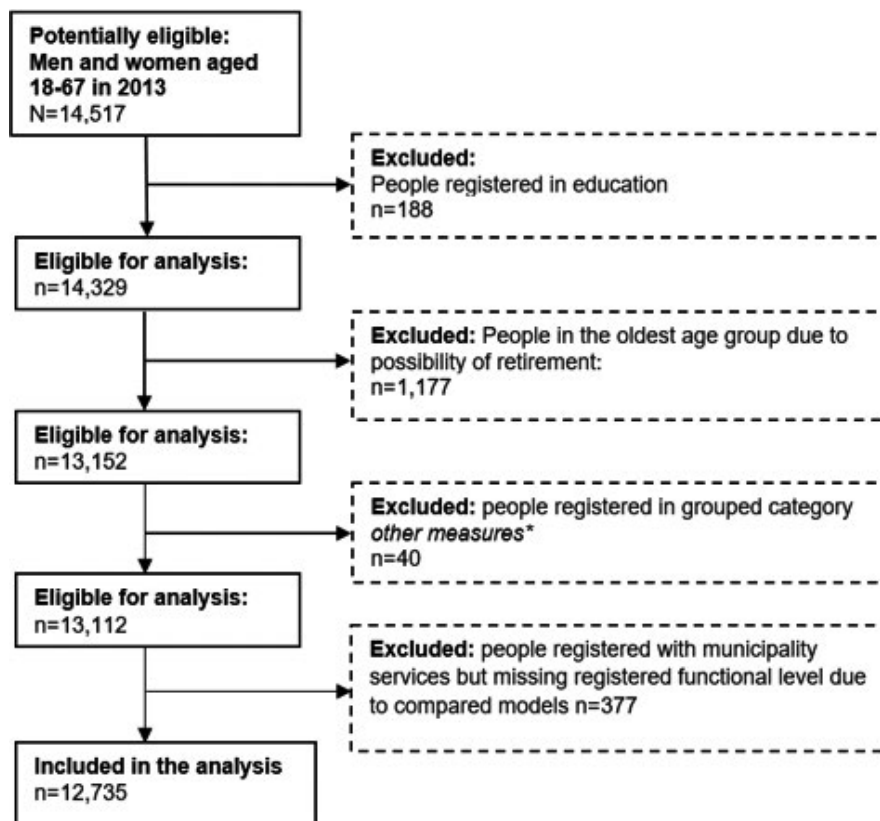 Potentially eligible:
Men and women aged
18-67 in 2013
N=14,517
Excluded:
People registered in education
n=188
Eligible for analysis:
n=14,329
Excluded: People in the oldest age group due to
possibility of retirement:
n=1,177
Eligible for analysis:
n=13,152
Excluded: people registered in grouped category
other measures*
n=40
Eligible for analysis:
n=13,112
Excluded: people registered with municipality
services but missing registered functional level due
to compared models n=377
Included in the analysis
n=12,735